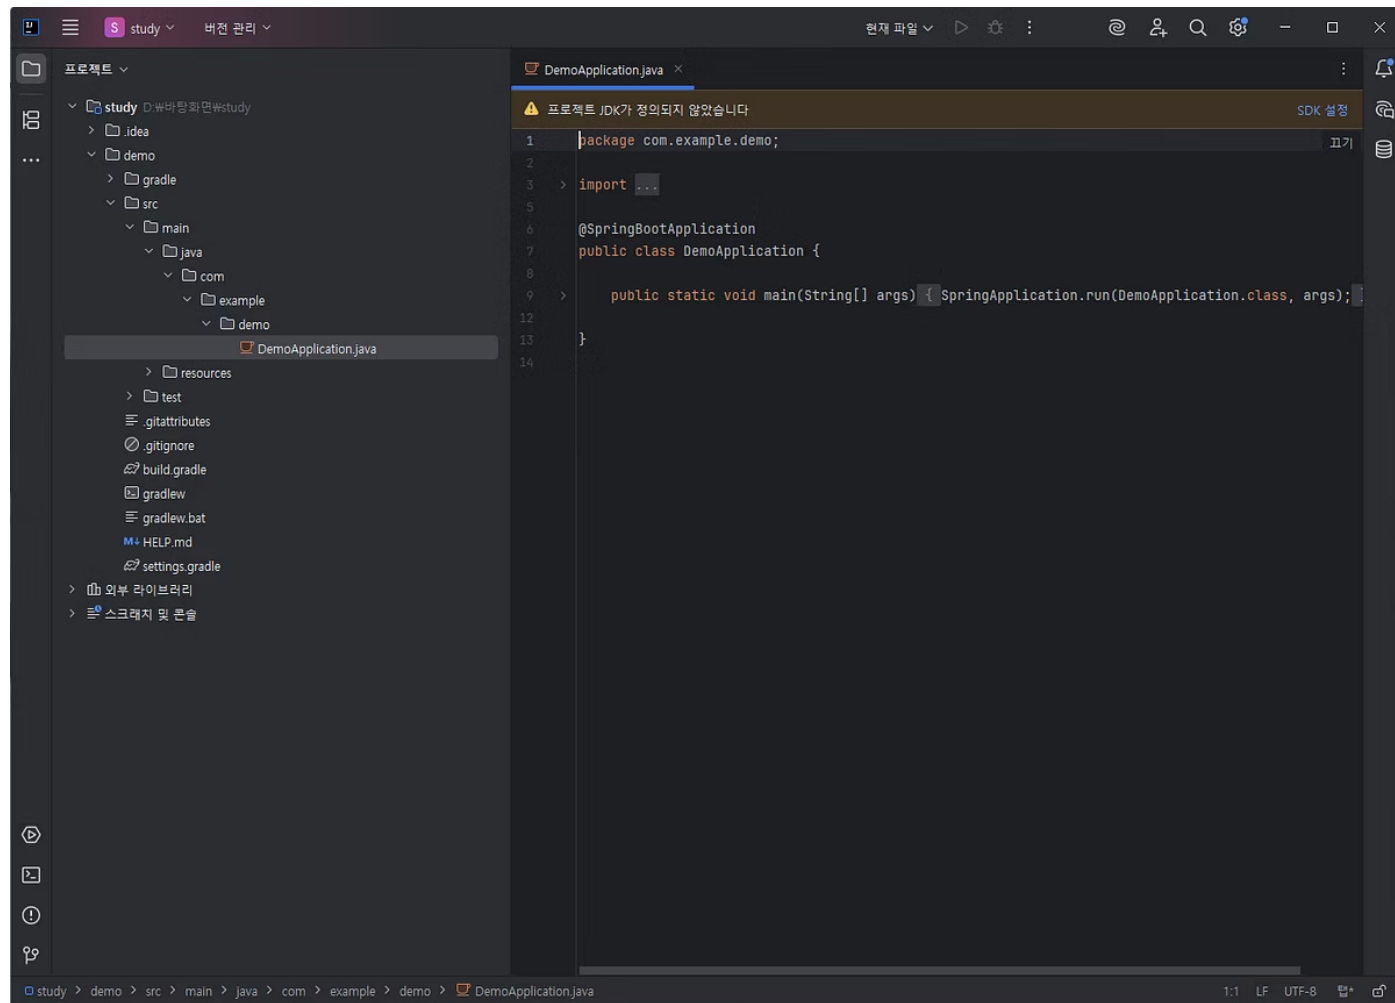 S study 버전 관리 현재 파일
프로젝트 DemoApplication.java
study D:₩바탕화면₩study
프로젝트 JDK가 정의되지 않았습니다 SDK 설정
.idea
demo
gradle
src
main
java
com
example
demo
DemoApplication.java
resources
test
.gitattributes
.gitignore
build.gradle
gradlew
gradlew.bat
M↓ HELP.md
settings.gradle
외부 라이브러리
스크래치 및 콘솔
1 package com.example.demo; 끄기
2
3 import ...
5
6 @SpringBootApplication
7 public class DemoApplication {
8
9 public static void main(String[] args) { SpringApplication.run(DemoApplication.class, args);
12
13 }
14
study > demo > src > main > java > com > example > demo > DemoApplication.java 1:1 LF UTF-8 탭*